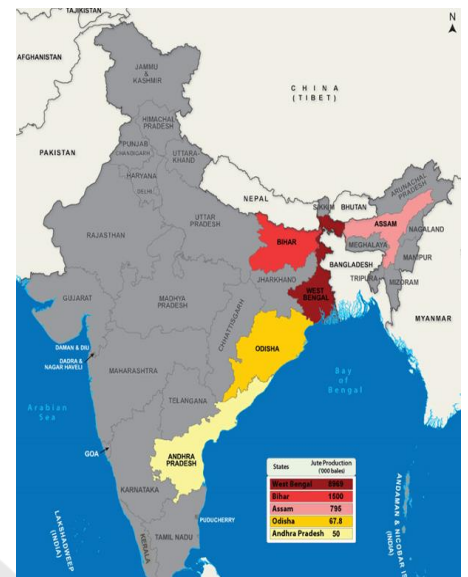 TAJIKISTAN
N
AFGHANISTAN
JAMMU
&
KASHMIR
CHINA
(TIBET)
HIMACHAL
PRADESH
PAKISTAN
PUNJAB
CHANDIGARH
UTTARA-
KHAND
HARYANA
DELHI
NEPAL
SIKKIM
BHUTAN
ARUNACHAL
PRADESH
RAJASTHAN
UTTAR
PRADESH
BIHAR
ASSAM
NAGALAND
MEGHALAYA
MANIPUR
BANGLADESH
JHARKHAND
WEST
BENGAL
TRIPURA
MIZORAM
GUJARAT
MADHYA
PRADESH
CHHATTISGARH
MYANMAR
DAMAN & DIU
DADRA &
NAGAR HAVELI
ODISHA
MAHARASHTRA
Bay
of
Bengal
Arabian
Sea
TELANGANA
GOA
ANDHRA
PRADESH
KARNATAKA
States Jute Production
('000 bales)
West Bengal 8969
Bihar 1500
Assam 795
Odisha 67.8
Andhra Pradesh 50
PUDUCHERRY
LAKSHADWEEP
(INDIA)
KERALA
TAMIL NADU
ANDAMAN & NICOBAR IS
(INDIA)